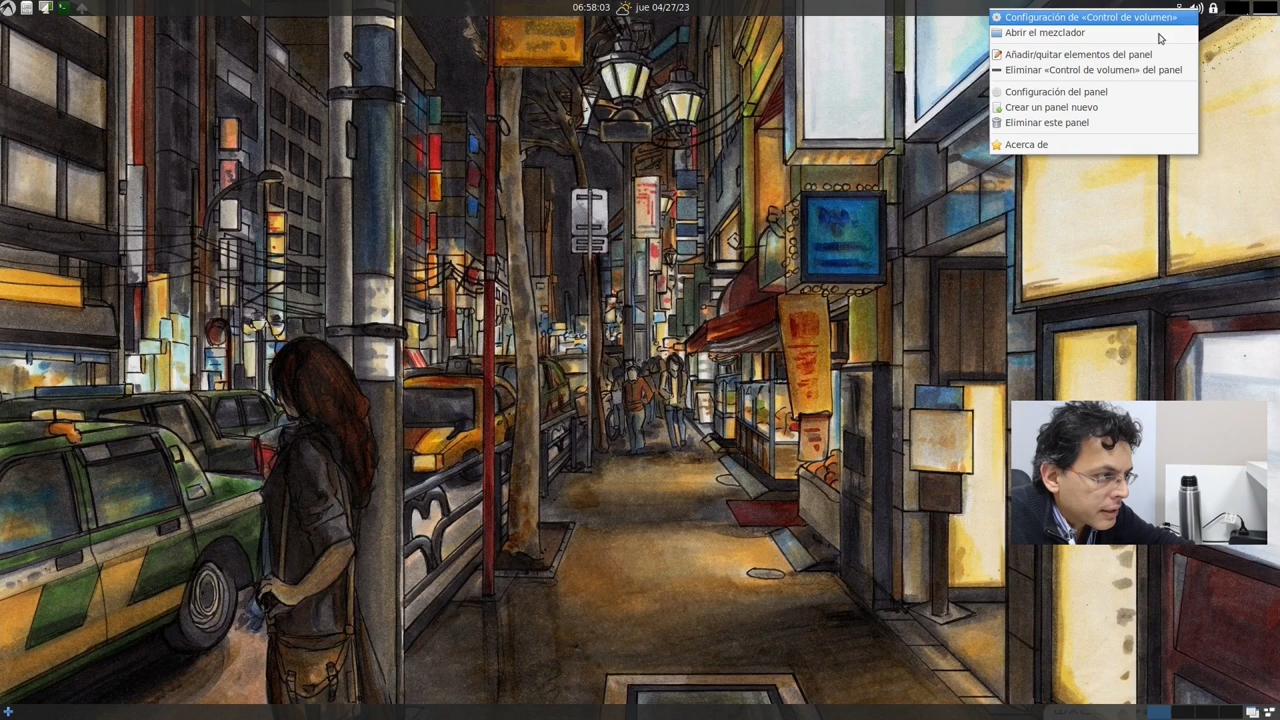 06:58:03 jue 04/27/23
Configuración de «Control de volumen»
Abrir el mezclador
Añadir/quitar elementos del panel
Eliminar «Control de volumen» del panel
Configuración del panel
Crear un panel nuevo
Eliminar este panel
Acerca de